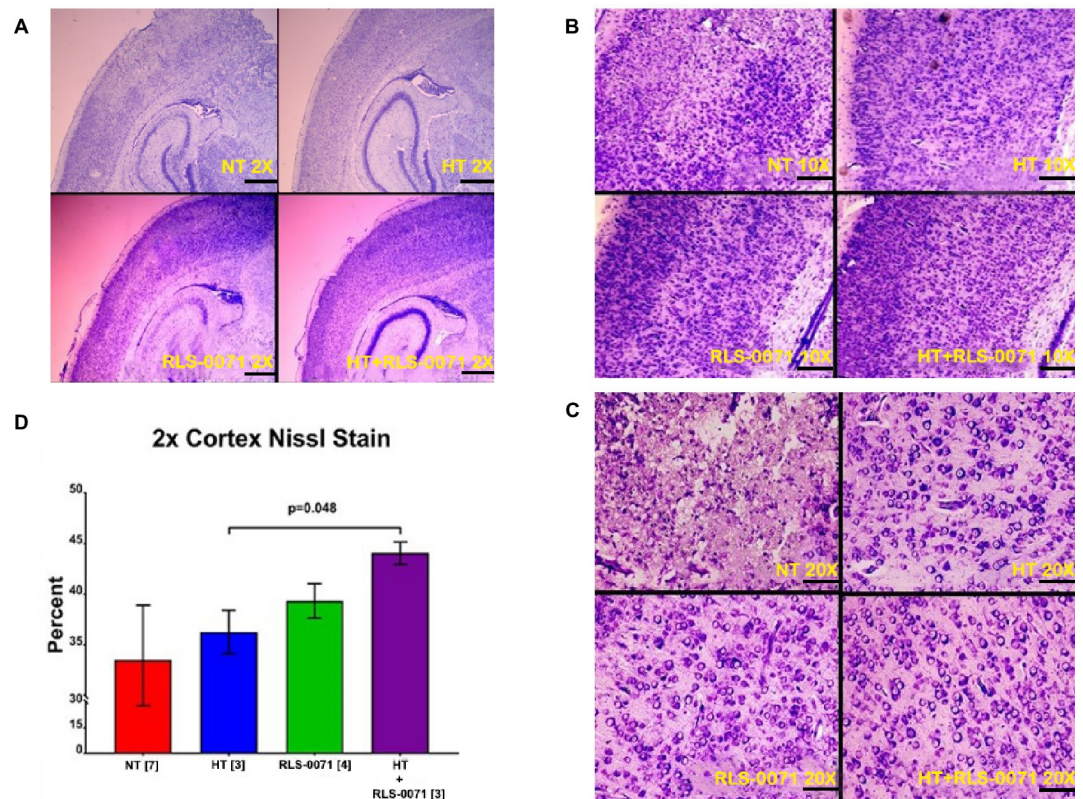 A
NT 2X
HT 2X
RLS-0071 2X
HT+RLS-0071 2X
B
NT 10X
HT 10X
RLS-0071 10X
HT+RLS-0071 10X
C
NT 20X
HT 20X
RLS-0071 20X
HT+RLS-0071 20X
D
2x Cortex Nissl Stain
Percent
50
45
40
35
30
15
0
p=0.048
NT [7]
HT [3]
RLS-0071 [4]
HT
+
RLS-0071 [3]